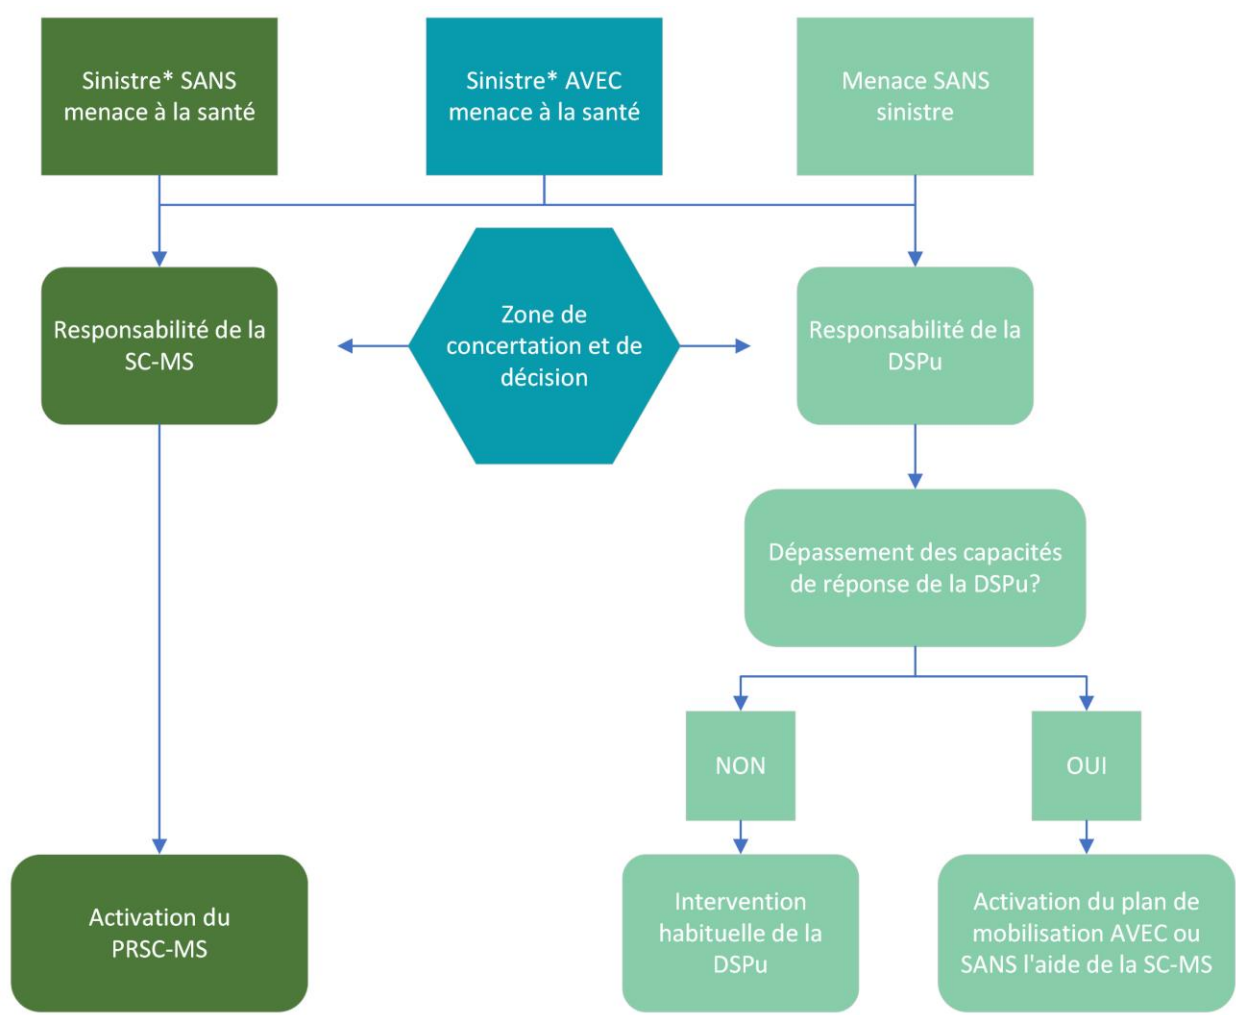 Sinistre* SANS
menace à la santé
Sinistre* AVEC
menace à la santé
Menace SANS
sinistre
Responsabilité de la
SC-MS
Zone de
concertation et de
décision
Responsabilité de la
DSPu
Dépassement des capacités
de réponse de la DSPu?
NON
OUI
Activation du
PRSC-MS
Intervention
habituelle de la
DSPu
Activation du plan de
mobilisation AVEC ou
SANS l'aide de la SC-MS